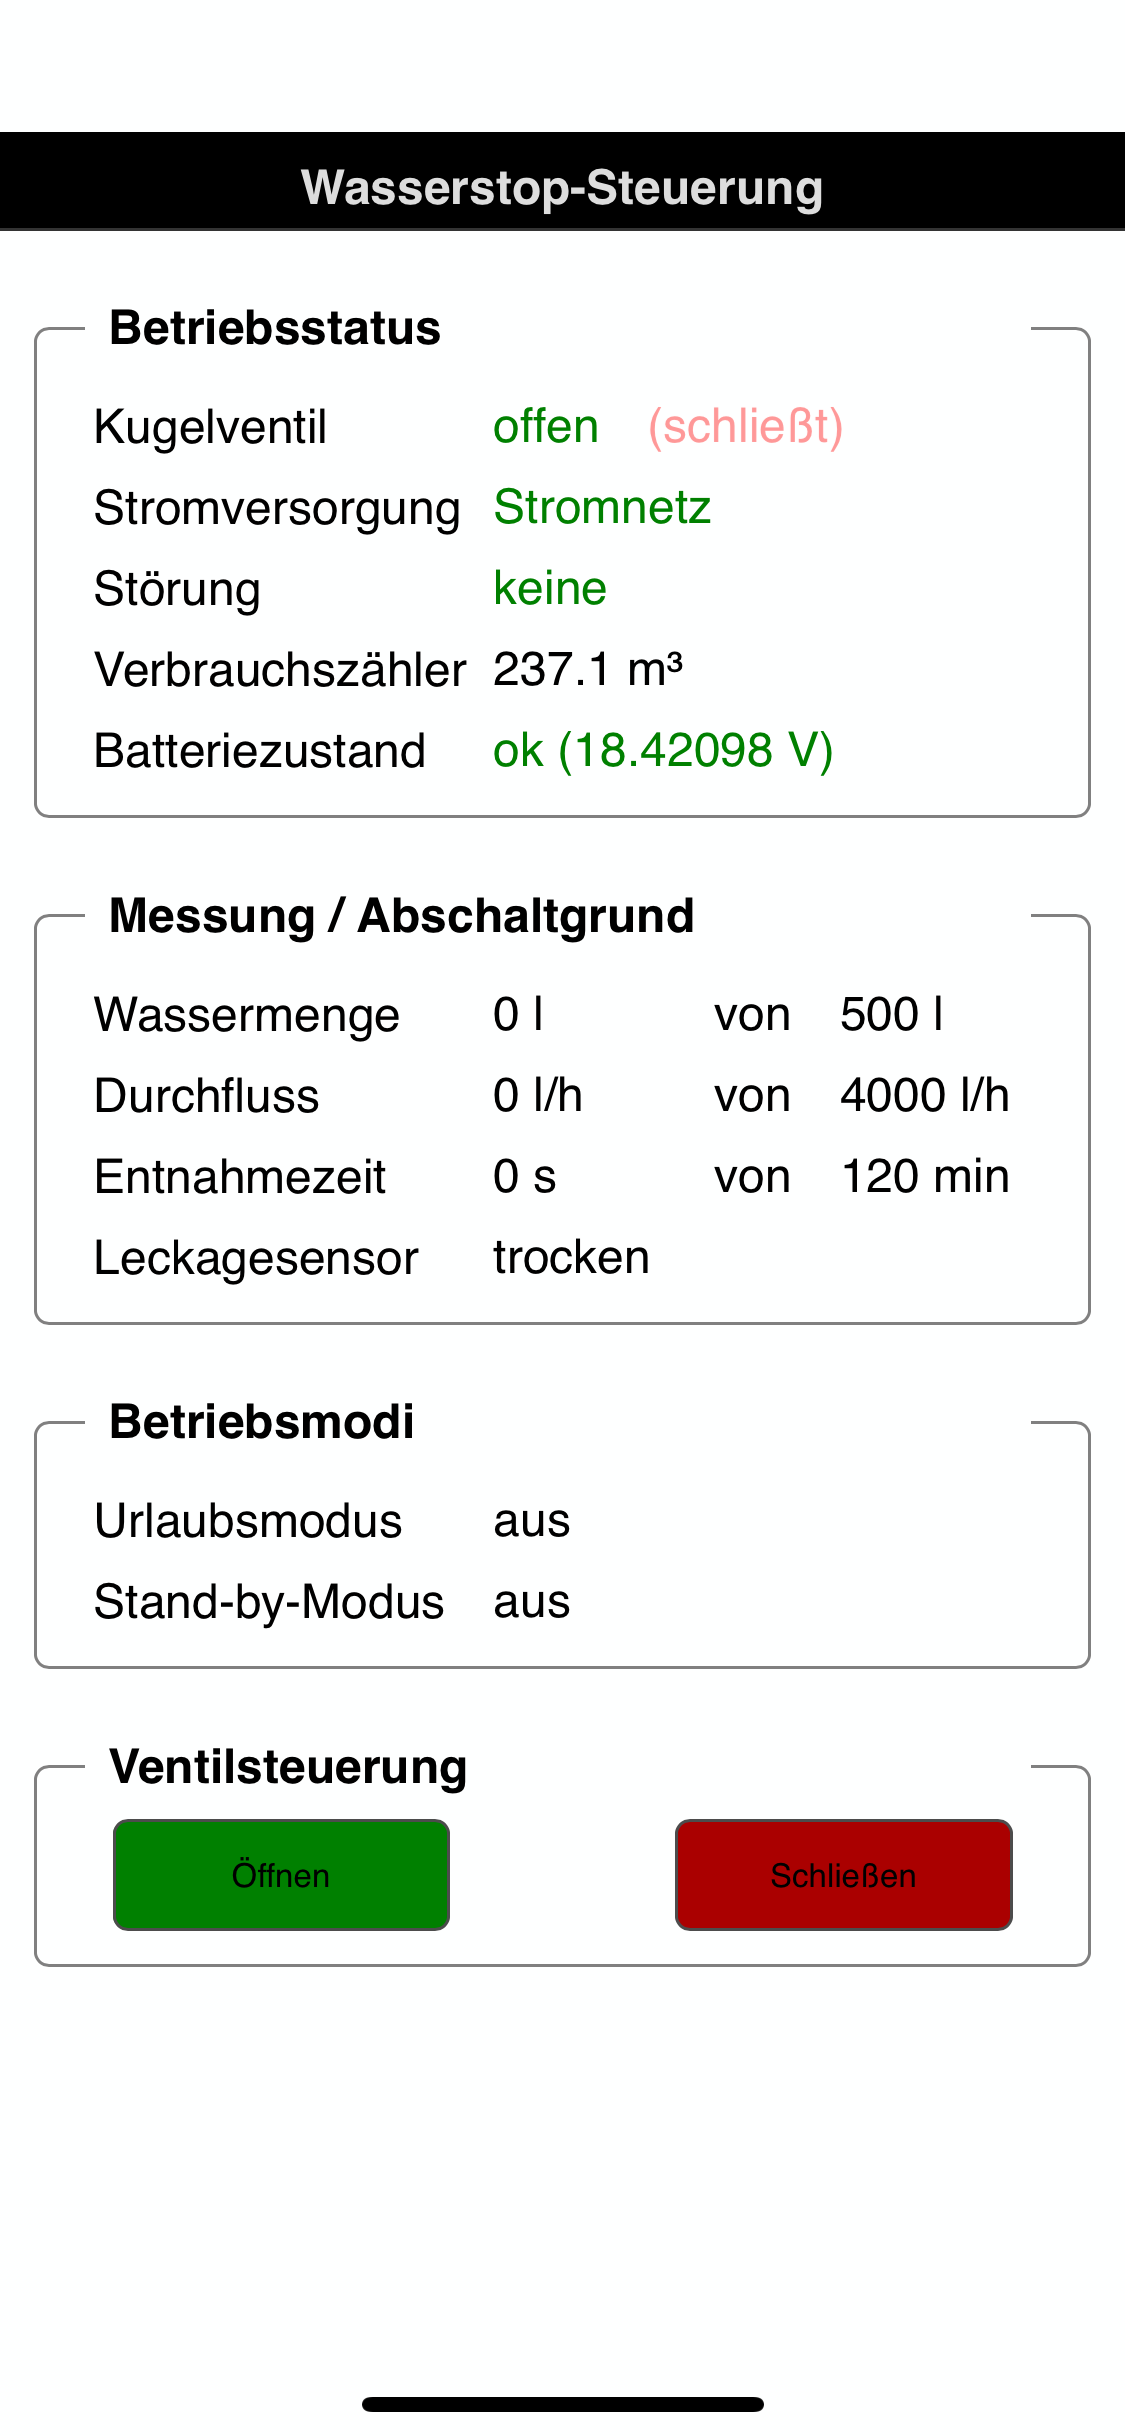 Wasserstop-Steuerung
Betriebsstatus
Kugelventil offen (schließt)
Stromversorgung Stromnetz
Störung keine
Verbrauchszähler 237.1 m³
Batteriezustand ok (18.42098 V)
Messung / Abschaltgrund
Wassermenge 0 l von 500 l
Durchfluss 0 l/h von 4000 l/h
Entnahmezeit 0 s von 120 min
Leckagesensor trocken
Betriebsmodi
Urlaubsmodus aus
Stand-by-Modus aus
Ventilsteuerung
Öffnen Schließen